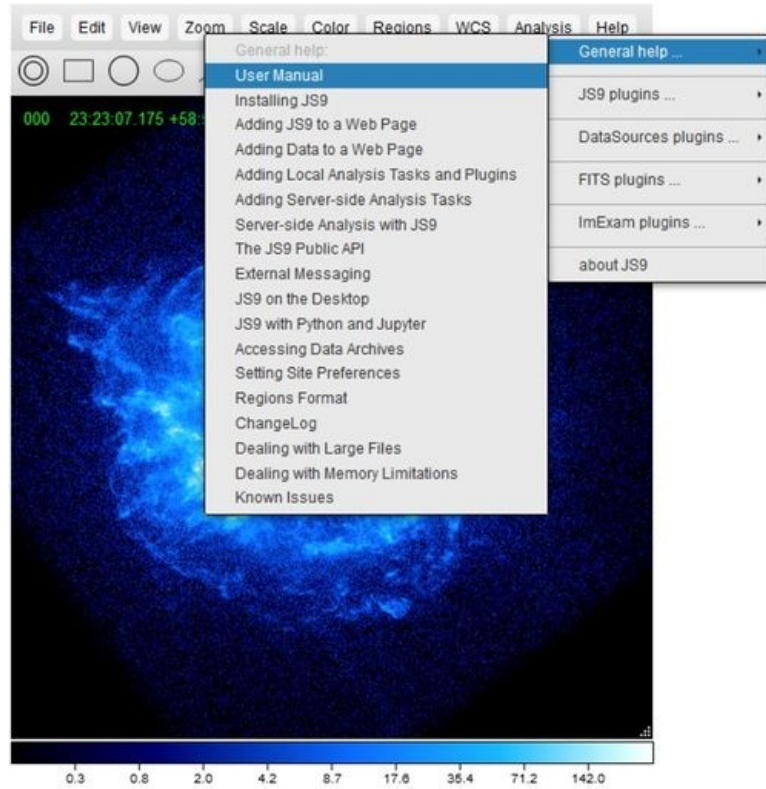 File Edit View Zoom Scale Color Regions WCS Analysis Help
General help:
User Manual
Installing JS9
Adding JS9 to a Web Page
Adding Data to a Web Page
Adding Local Analysis Tasks and Plugins
Adding Server-side Analysis Tasks
Server-side Analysis with JS9
The JS9 Public API
External Messaging
JS9 on the Desktop
JS9 with Python and Jupyter
Accessing Data Archives
Setting Site Preferences
Regions Format
ChangeLog
Dealing with Large Files
Dealing with Memory Limitations
Known Issues
General help ...
JS9 plugins ...
DataSources plugins ...
FITS plugins ...
ImExam plugins ...
about JS9
000 23:23:07.175 +58:
0.3 0.8 2.0 4.2 8.7 17.6 35.4 71.2 142.0